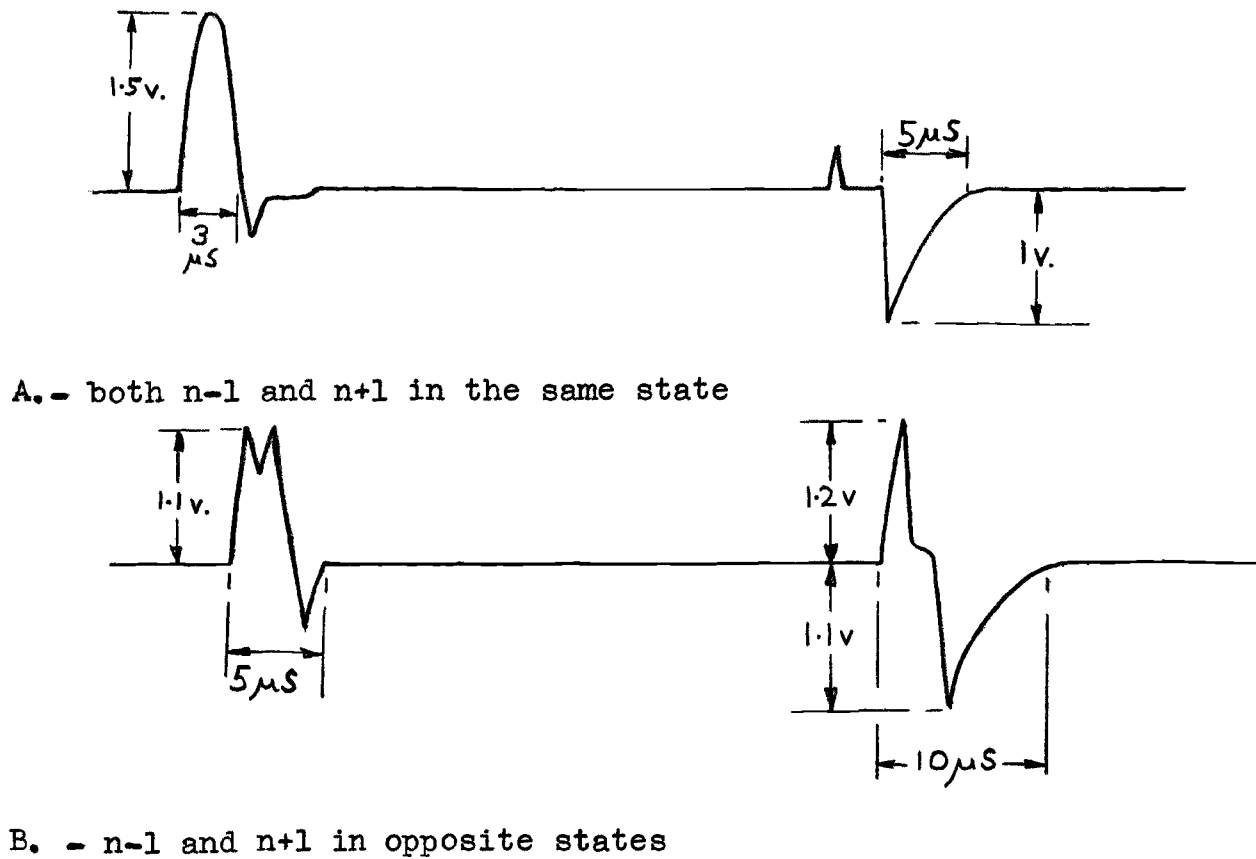 1.5v.
3
μS
5μS
1v.
A.- both n-1 and n+1 in the same state
1.1v.
5μS
1.2v
1.1v
10μS
B. - n-1 and n+1 in opposite states